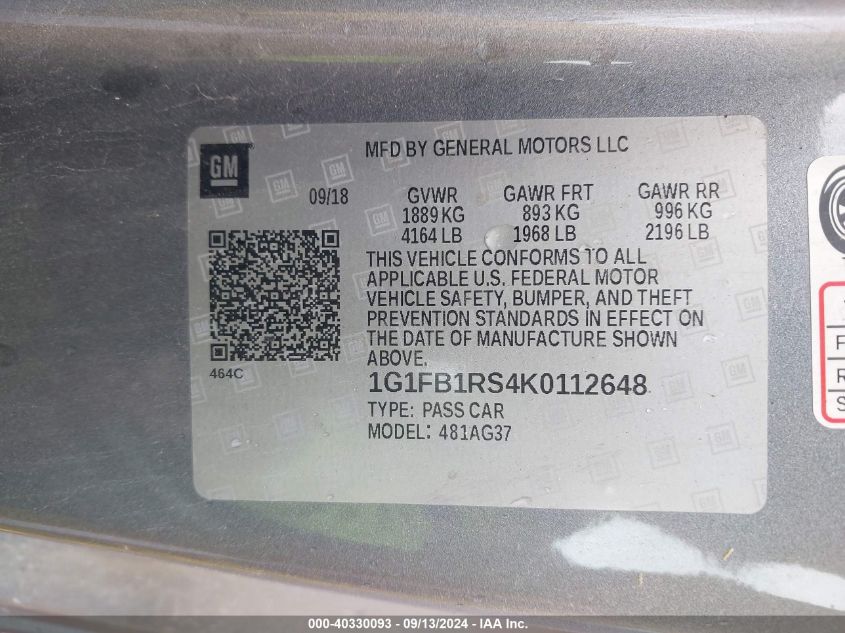 MFD BY GENERAL MOTORS LLC
GM
09/18
GVWR GAWR FRT GAWR RR
1889 KG 893 KG 996 KG
4164 LB 1968 LB 2196 LB
THIS VEHICLE CONFORMS TO ALL
APPLICABLE U.S. FEDERAL MOTOR
VEHICLE SAFETY, BUMPER, AND THEFT
PREVENTION STANDARDS IN EFFECT ON
THE DATE OF MANUFACTURE SHOWN
ABOVE.
464C
1G1FB1RS4K0112648
TYPE: PASS CAR
MODEL: 481AG37
F
R
S
000-40330093 - 09/13/2024 - IAA Inc.